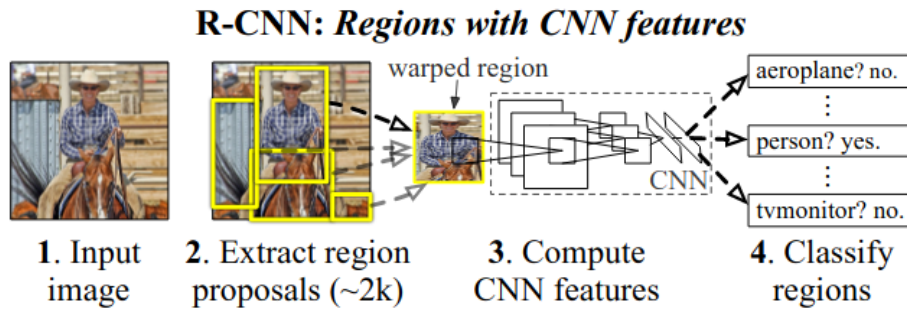 R-CNN: Regions with CNN features
warped region
aeroplane? no.
⋮
person? yes.
⋮
tvmonitor? no.
CNN
1. Input
image
2. Extract region
proposals (~2k)
3. Compute
CNN features
4. Classify
regions